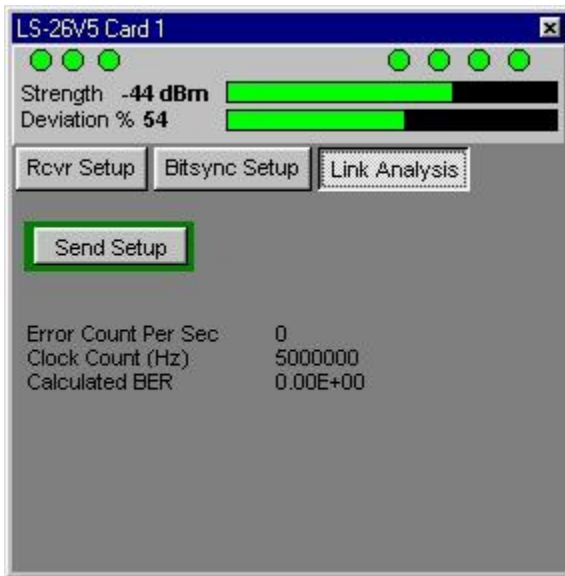 LS-26V5 Card 1
Strength -44 dBm
Deviation % 54
Rcvr Setup Bitsync Setup Link Analysis
Send Setup
Error Count Per Sec 0
Clock Count (Hz) 5000000
Calculated BER 0.00E+00